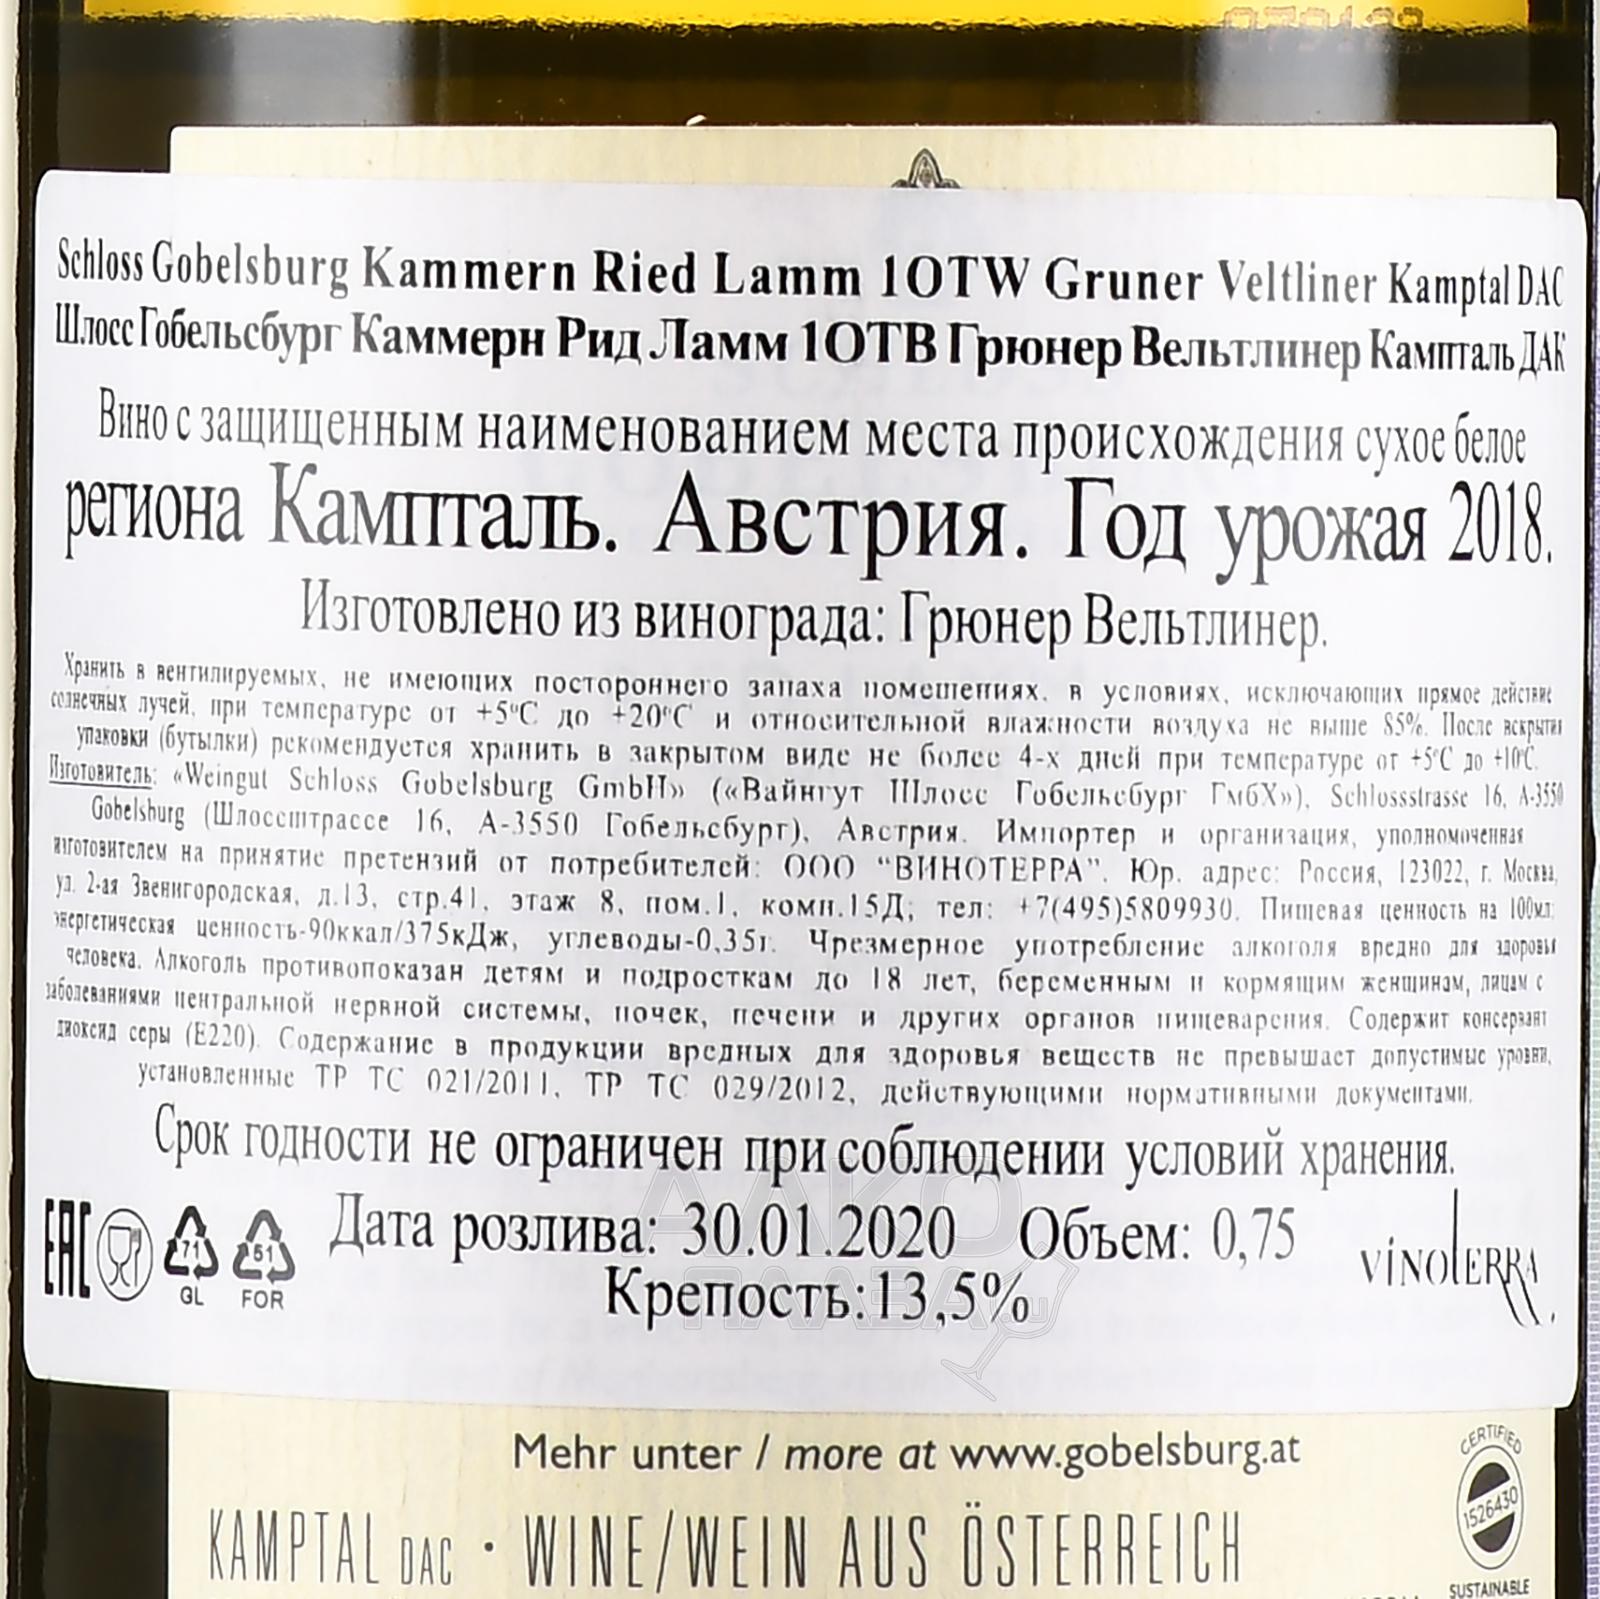 Schloss Gobelsburg Kammern Ried Lamm 1OTW Gruner Veltliner Kamptal DAC
Шлосс Гобельсбург Каммерн Рид Ламм 1ОТВ Грюнер Вельтлинер Кампталь ДАК
Вино с защищенным наименованием места происхождения сухое белое
региона Кампталь. Австрия. Год урожая 2018.
Изготовлено из винограда: Грюнер Вельтлинер.
Хранить в вентилируемых, не имеющих постороннего запаха помещениях, в условиях, исключающих прямое действие
солнечных лучей, при температуре от +5°С до +20°С и относительной влажности воздуха не выше 85%. После вскрытия
упаковки (бутылки) рекомендуется хранить в закрытом виде не более 4-х дней при температуре от +5°С до +10°С.
Изготовитель: «Weingut Schloss Gobelsburg GmbH» («Вайнгут Шлосс Гобельсбург ГмбХ»), Schlossstrasse 16, A-3550
Gobelsburg (Шлоссштрассе 16, А-3550 Гобельсбург), Австрия. Импортер и организация, уполномоченная
изготовителем на принятие претензий от потребителей: ООО "ВИНОТЕРРА". Юр. адрес: Россия, 123022, г. Москва,
ул. 2-ая Звенигородская, д.13, стр.41, этаж 8, пом.1, комн.15Д; тел: +7(495)5809930. Пищевая ценность на 100мл:
энергетическая ценность-90ккал/375кДж, углеводы-0,35г. Чрезмерное употребление алкоголя вредно для здоровья
человека. Алкоголь противопоказан детям и подросткам до 18 лет, беременным и кормящим женщинам, лицам с
заболеваниями центральной нервной системы, почек, печени и других органов пищеварения. Содержит консервант
диоксид серы (Е220). Содержание в продукции вредных для здоровья веществ не превышает допустимые уровни,
установленные ТР ТС 021/2011, ТР ТС 029/2012, действующими нормативными документами.
Срок годности не ограничен при соблюдении условий хранения.
EAC 71 GL 51 FOR
Дата розлива: 30.01.2020 Объем: 0,75
Крепость:13,5%
VINOTERRA
АЛКО
ПЛАЗА.ru
Mehr unter / more at www.gobelsburg.at
KAMPTAL DAC · WINE/WEIN AUS ÖSTERREICH
CERTIFIED
1526430
SUSTAINABLE